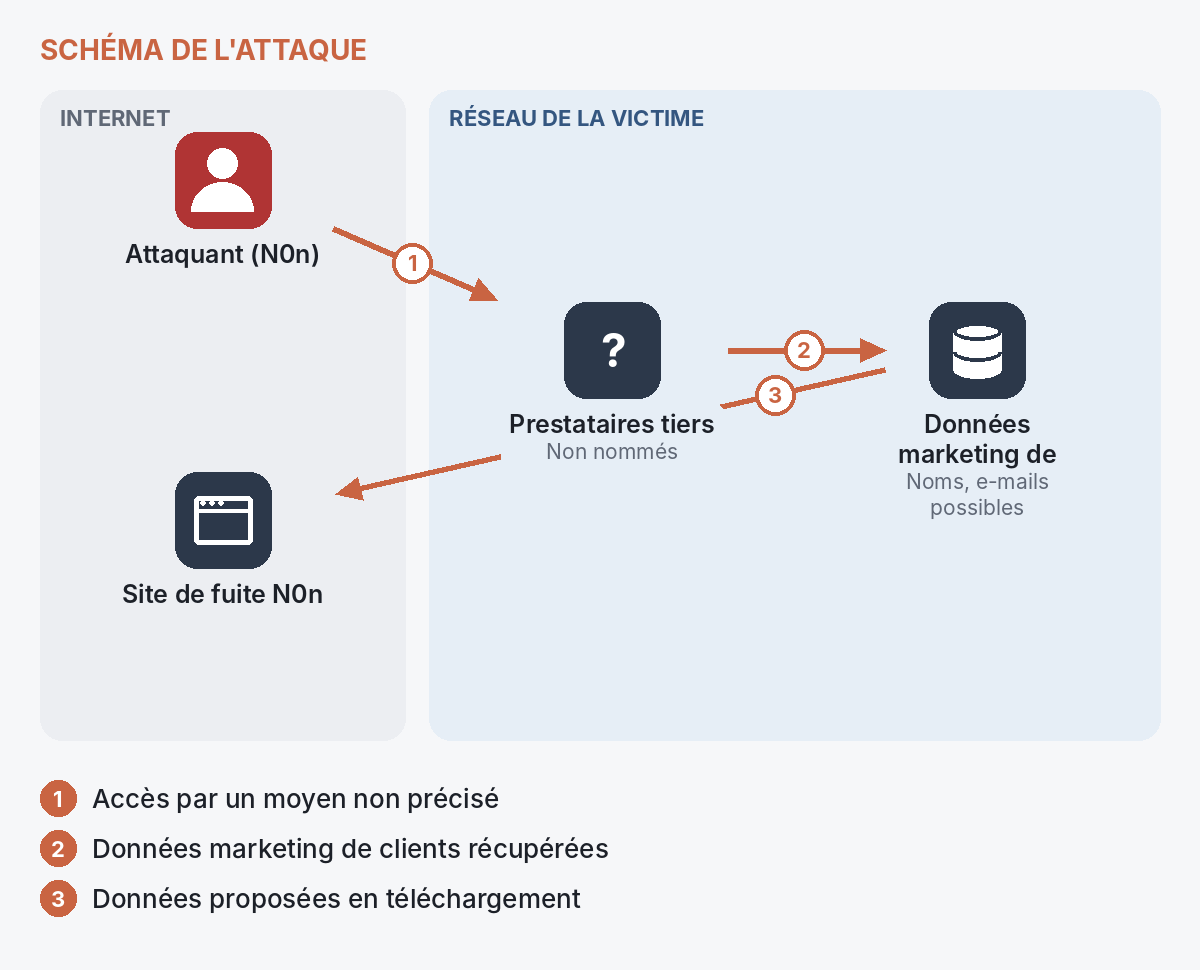 SCHÉMA DE L'ATTAQUE
INTERNET
RÉSEAU DE LA VICTIME
Attaquant (N0n)
1
?
2
3
Prestataires tiers
Non nommés
Données
marketing de
Noms, e-mails
possibles
Site de fuite N0n
1 Accès par un moyen non précisé
2 Données marketing de clients récupérées
3 Données proposées en téléchargement